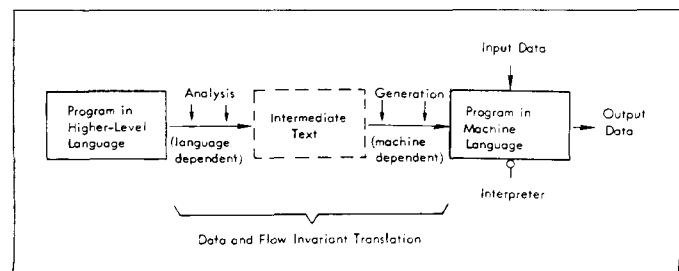 Input Data
Analysis
Generation
Program in
Higher-Level
Language
Intermediate
Text
Program in
Machine
Language
Output
Data
(language
dependent)
(machine
dependent)
Interpreter
Data and Flow Invariant Translation